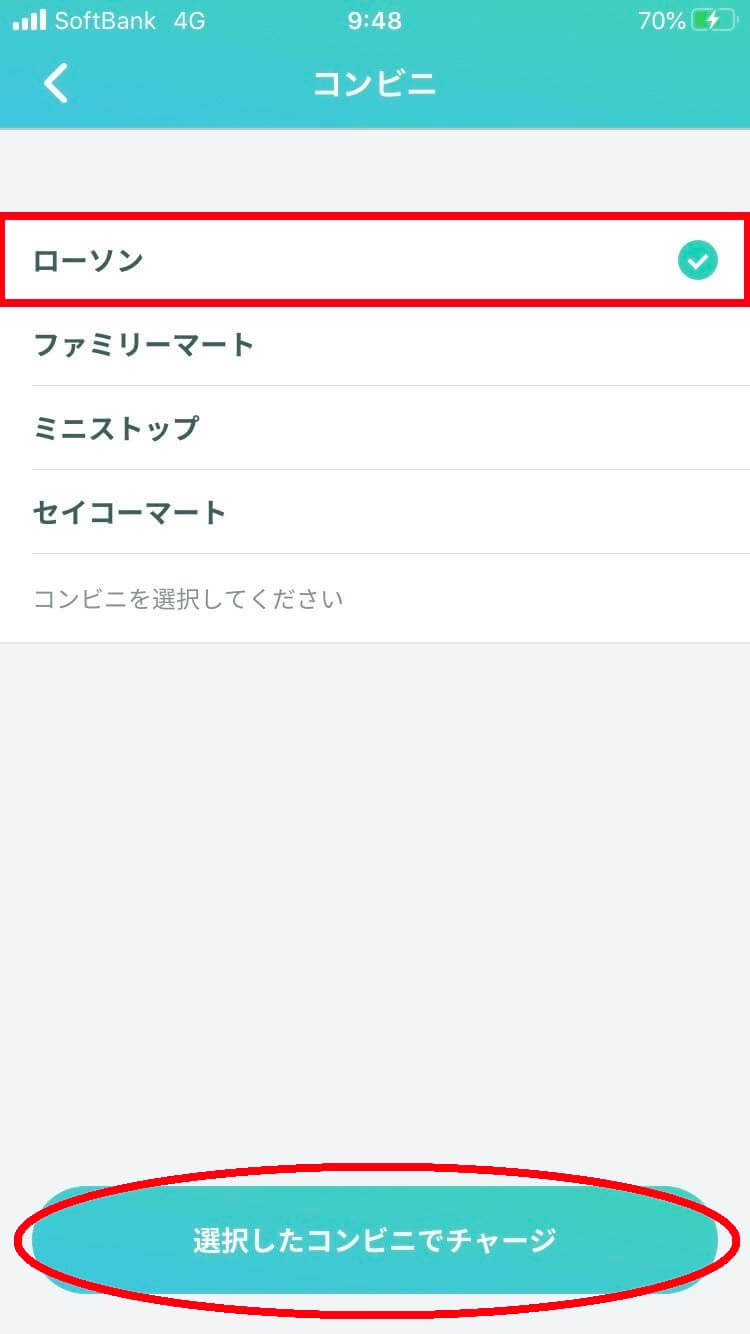 SoftBank 4G 9:48 70%
コンビニ
ローソン
ファミリーマート
ミニストップ
セイコーマート
コンビニを選択してください
選択したコンビニでチャージ